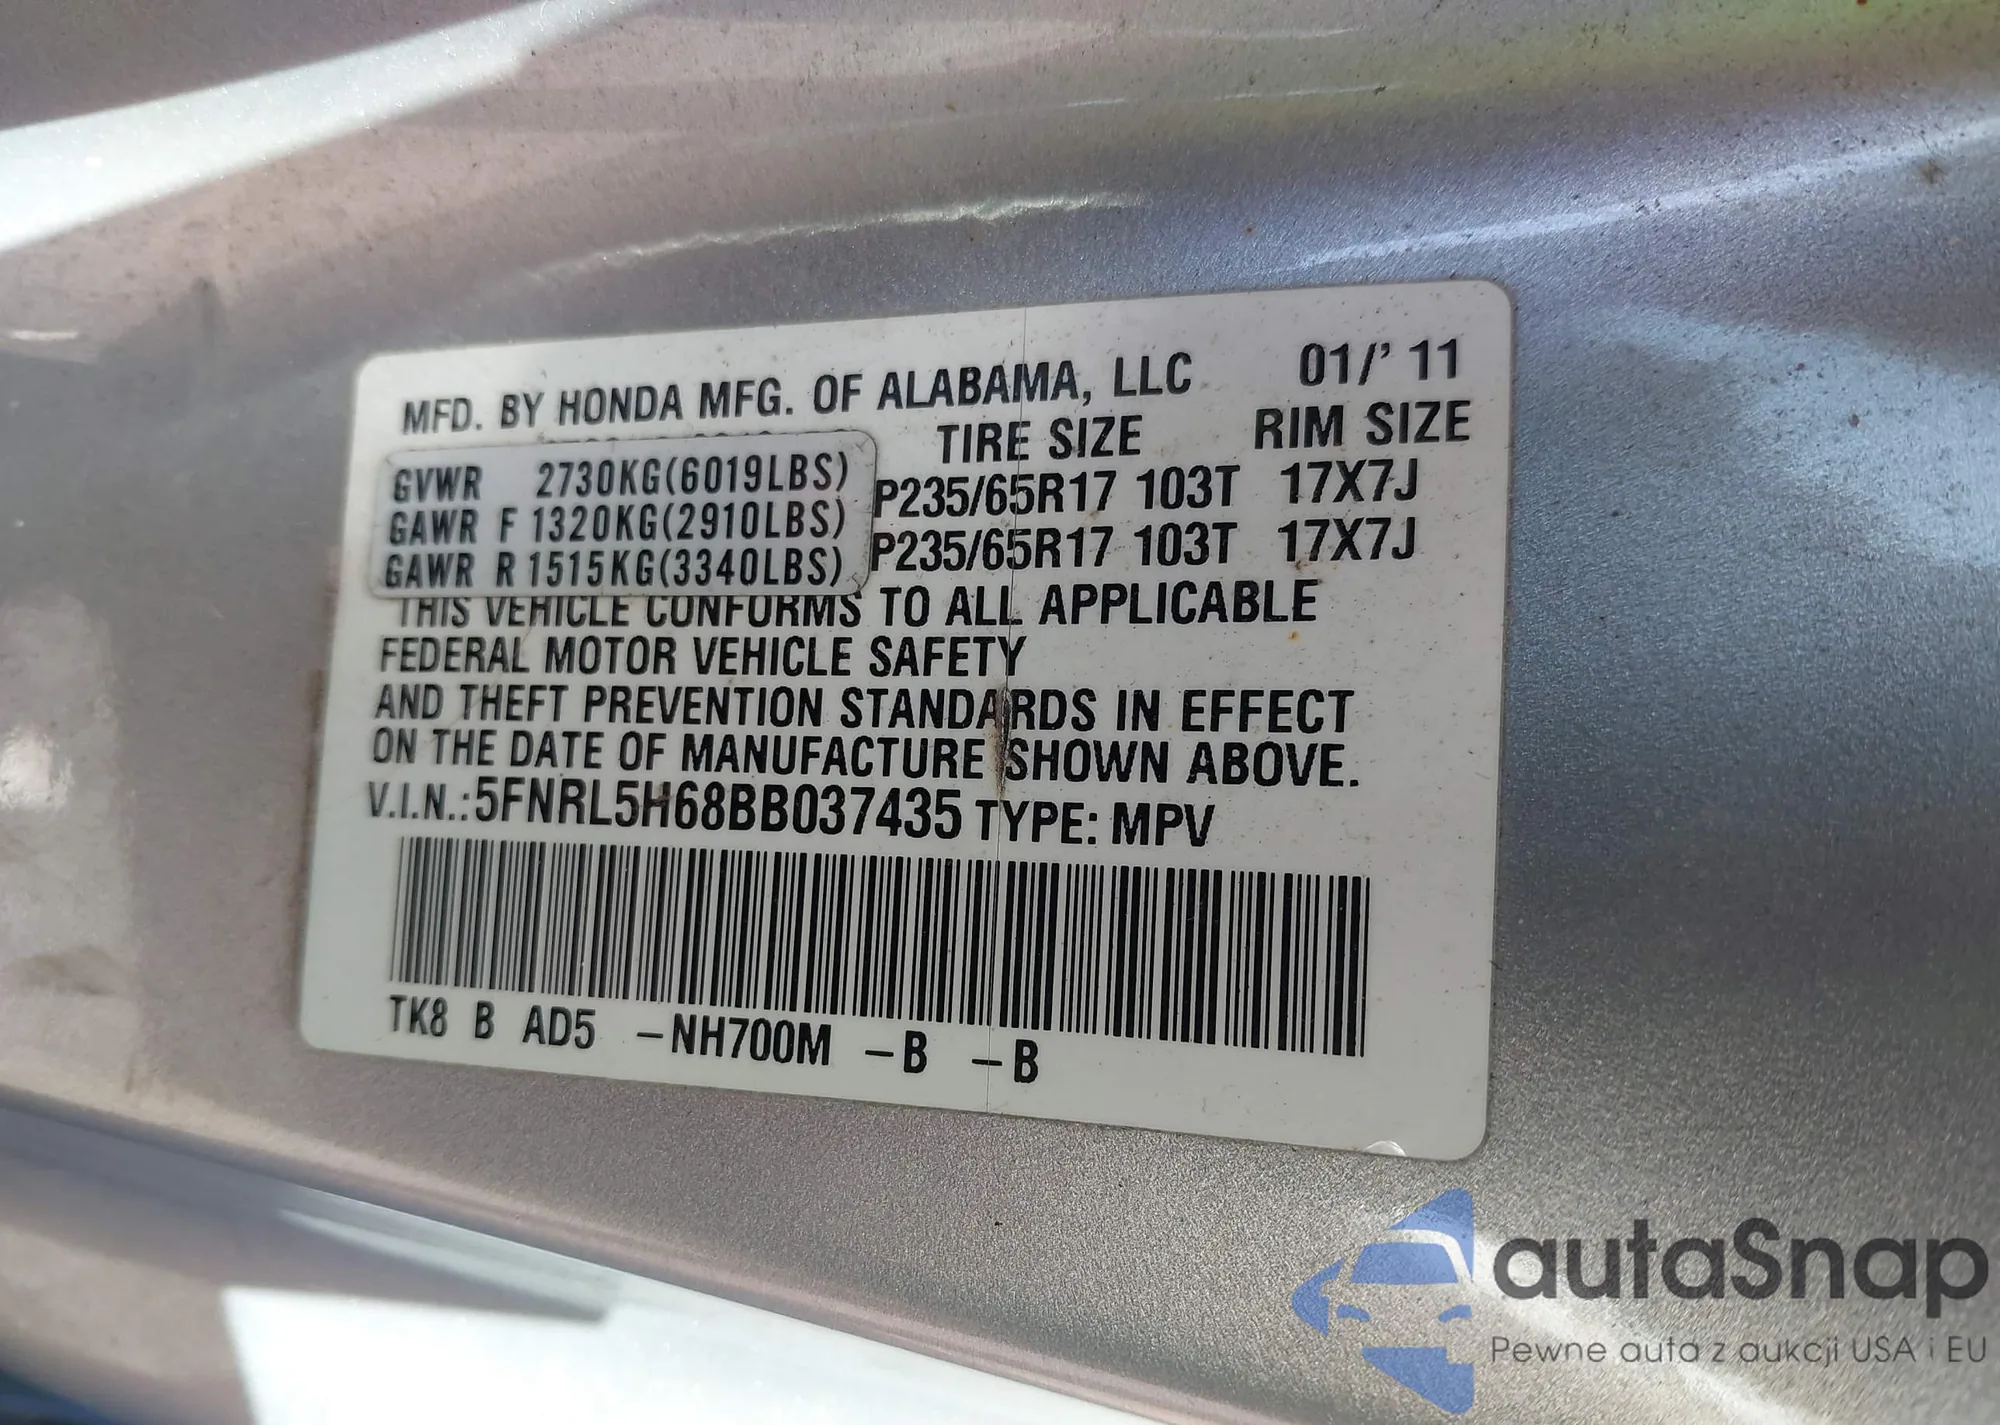 MFD. BY HONDA MFG. OF ALABAMA, LLC 01/' 11
TIRE SIZE RIM SIZE
GVWR 2730KG(6019LBS) P235/65R17 103T 17X7J
GAWR F 1320KG(2910LBS) P235/65R17 103T 17X7J
GAWR R 1515KG(3340LBS)
THIS VEHICLE CONFORMS TO ALL APPLICABLE
FEDERAL MOTOR VEHICLE SAFETY
AND THEFT PREVENTION STANDARDS IN EFFECT
ON THE DATE OF MANUFACTURE SHOWN ABOVE.
V.I.N.:5FNRL5H68BB037435 TYPE: MPV
TK8 B AD5 -NH700M -B -B
autaSnap
Pewne auta z aukcji USA i EU